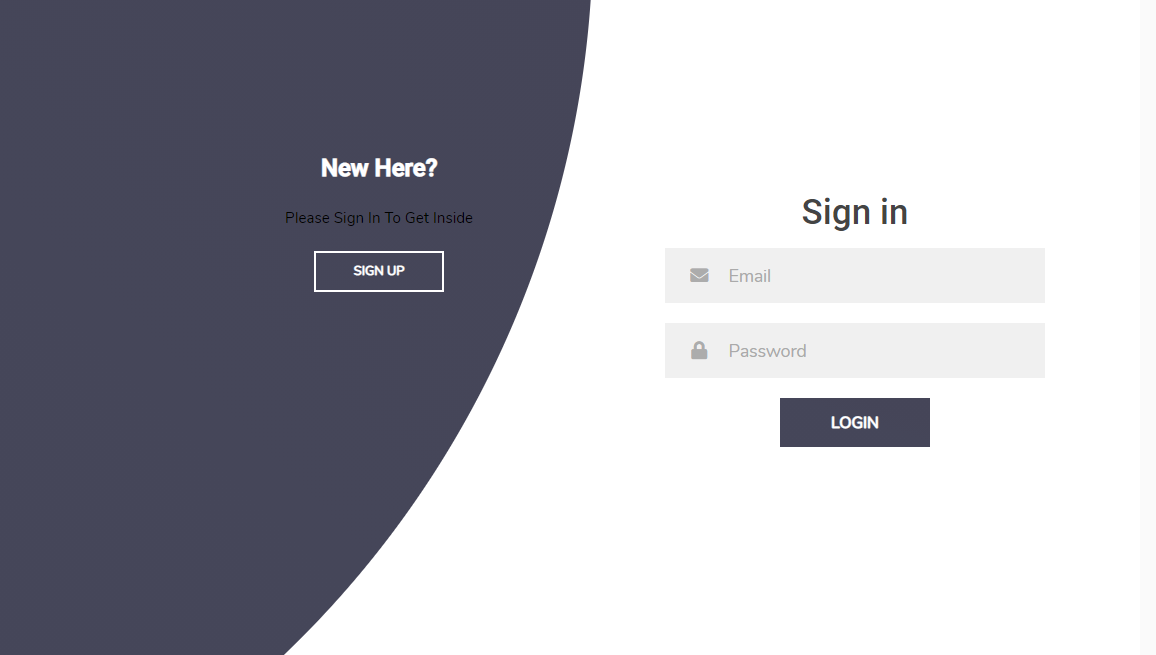 New Here?
Please Sign In To Get Inside
SIGN UP
Sign in
Email
Password
LOGIN